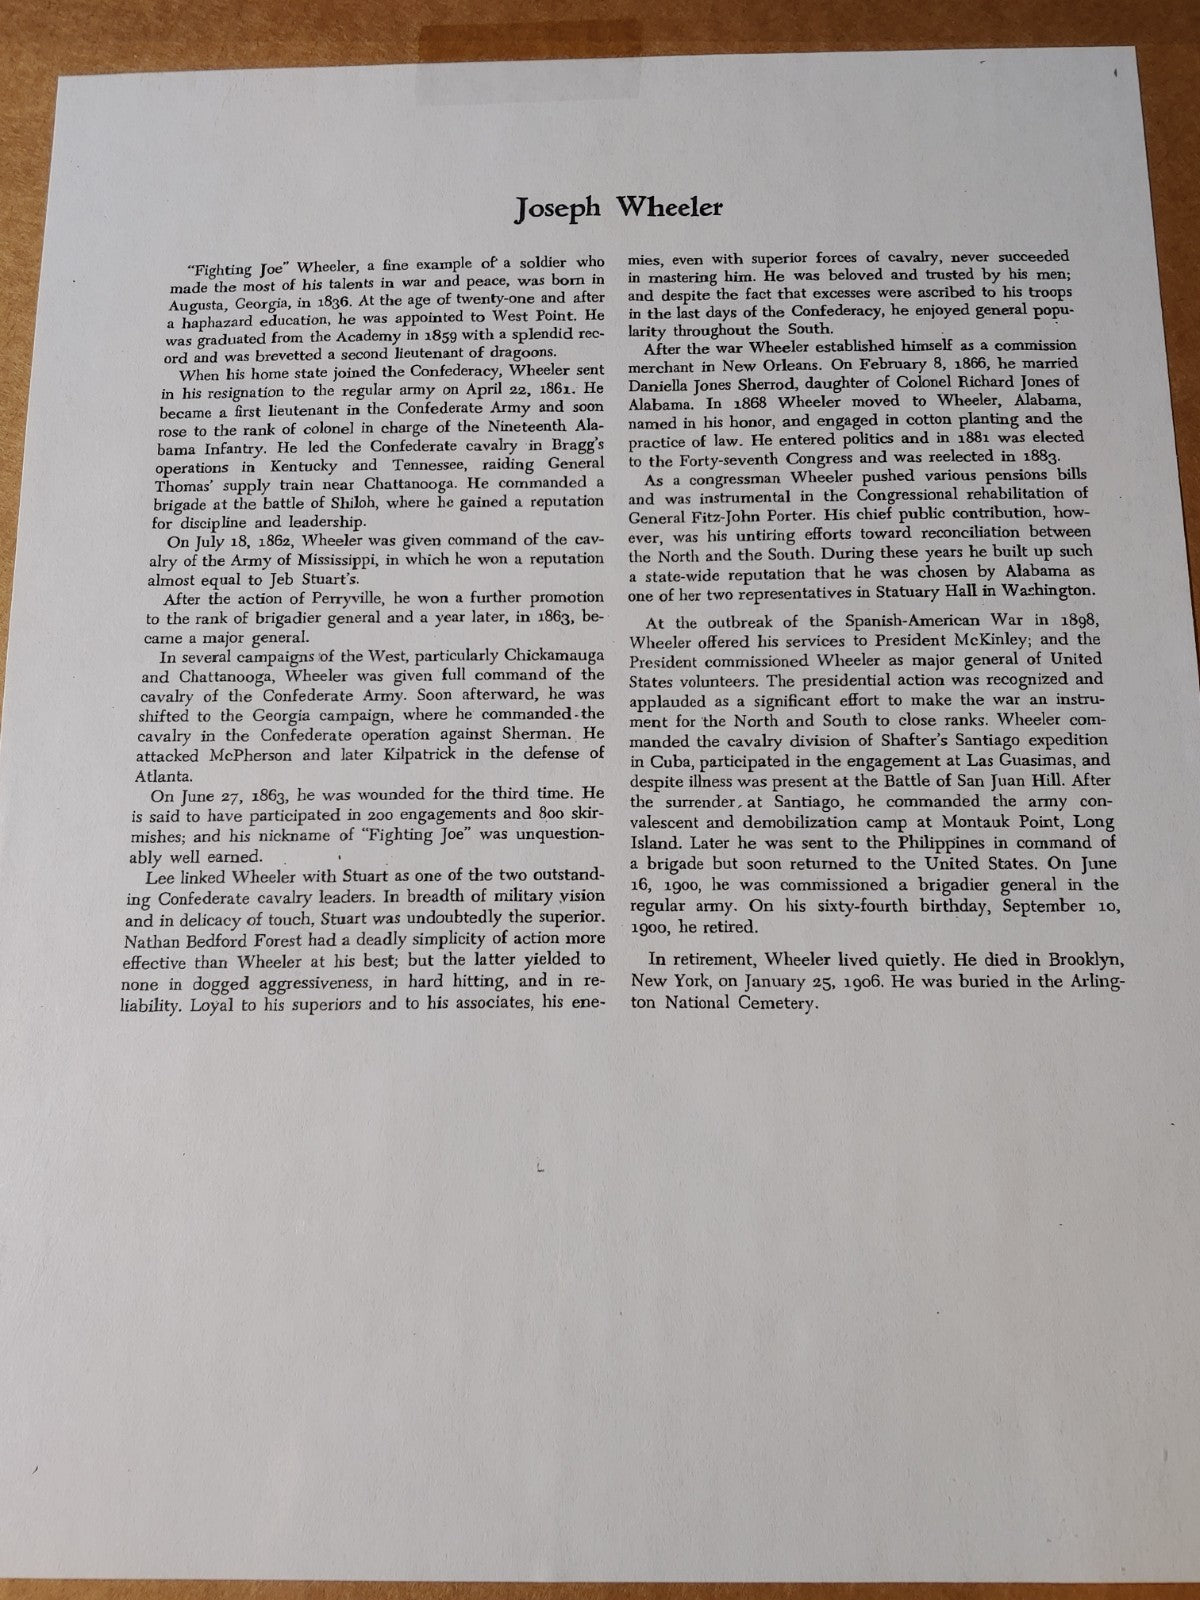 Joseph Wheeler
"Fighting Joe" Wheeler, a fine example of a soldier who
made the most of his talents in war and peace, was born in
Augusta, Georgia, in 1836. At the age of twenty-one and after
a haphazard education, he was appointed to West Point. He
was graduated from the Academy in 1859 with a splendid rec-
ord and was brevetted a second lieutenant of dragoons.
When his home state joined the Confederacy, Wheeler sent
in his resignation to the regular army on April 22, 1861. He
became a first lieutenant in the Confederate Army and soon
rose to the rank of colonel in charge of the Nineteenth Ala-
bama Infantry. He led the Confederate cavalry in Bragg's
operations in Kentucky and Tennessee, raiding General
Thomas' supply train near Chattanooga. He commanded a
brigade at the battle of Shiloh, where he gained a reputation
for discipline and leadership.
On July 18, 1862, Wheeler was given command of the cav-
alry of the Army of Mississippi, in which he won a reputation
almost equal to Jeb Stuart's.
After the action of Perryville, he won a further promotion
to the rank of brigadier general and a year later, in 1863, be-
came a major general.
In several campaigns of the West, particularly Chickamauga
and Chattanooga, Wheeler was given full command of the
cavalry of the Confederate Army. Soon afterward, he was
shifted to the Georgia campaign, where he commanded the
cavalry in the Confederate operation against Sherman. He
attacked McPherson and later Kilpatrick in the defense of
Atlanta.
On June 27, 1863, he was wounded for the third time. He
is said to have participated in 200 engagements and 800 skir-
mishes; and his nickname of "Fighting Joe" was unquestion-
ably well earned.
Lee linked Wheeler with Stuart as one of the two outstand-
ing Confederate cavalry leaders. In breadth of military vision
and in delicacy of touch, Stuart was undoubtedly the superior.
Nathan Bedford Forest had a deadly simplicity of action more
effective than Wheeler at his best; but the latter yielded to
none in dogged aggressiveness, in hard hitting, and in re-
liability. Loyal to his superiors and to his associates, his ene-
mies, even with superior forces of cavalry, never succeeded
in mastering him. He was beloved and trusted by his men;
and despite the fact that excesses were ascribed to his troops
in the last days of the Confederacy, he enjoyed general popu-
larity throughout the South.
After the war Wheeler established himself as a commission
merchant in New Orleans. On February 8, 1866, he married
Daniella Jones Sherrod, daughter of Colonel Richard Jones of
Alabama. In 1868 Wheeler moved to Wheeler, Alabama,
named in his honor, and engaged in cotton planting and the
practice of law. He entered politics and in 1881 was elected
to the Forty-seventh Congress and was reelected in 1883.
As a congressman Wheeler pushed various pensions bills
and was instrumental in the Congressional rehabilitation of
General Fitz-John Porter. His chief public contribution, how-
ever, was his untiring efforts toward reconciliation between
the North and the South. During these years he built up such
a state-wide reputation that he was chosen by Alabama as
one of her two representatives in Statuary Hall in Washington.
At the outbreak of the Spanish-American War in 1898,
Wheeler offered his services to President McKinley; and the
President commissioned Wheeler as major general of United
States volunteers. The presidential action was recognized and
applauded as a significant effort to make the war an instru-
ment for the North and South to close ranks. Wheeler com-
manded the cavalry division of Shafter's Santiago expedition
in Cuba, participated in the engagement at Las Guasimas, and
despite illness was present at the Battle of San Juan Hill. After
the surrender, at Santiago, he commanded the army con-
valescent and demobilization camp at Montauk Point, Long
Island. Later he was sent to the Philippines in command of
a brigade but soon returned to the United States. On June
16, 1900, he was commissioned a brigadier general in the
regular army. On his sixty-fourth birthday, September 10,
1900, he retired.
In retirement, Wheeler lived quietly. He died in Brooklyn,
New York, on January 25, 1906. He was buried in the Arling-
ton National Cemetery.